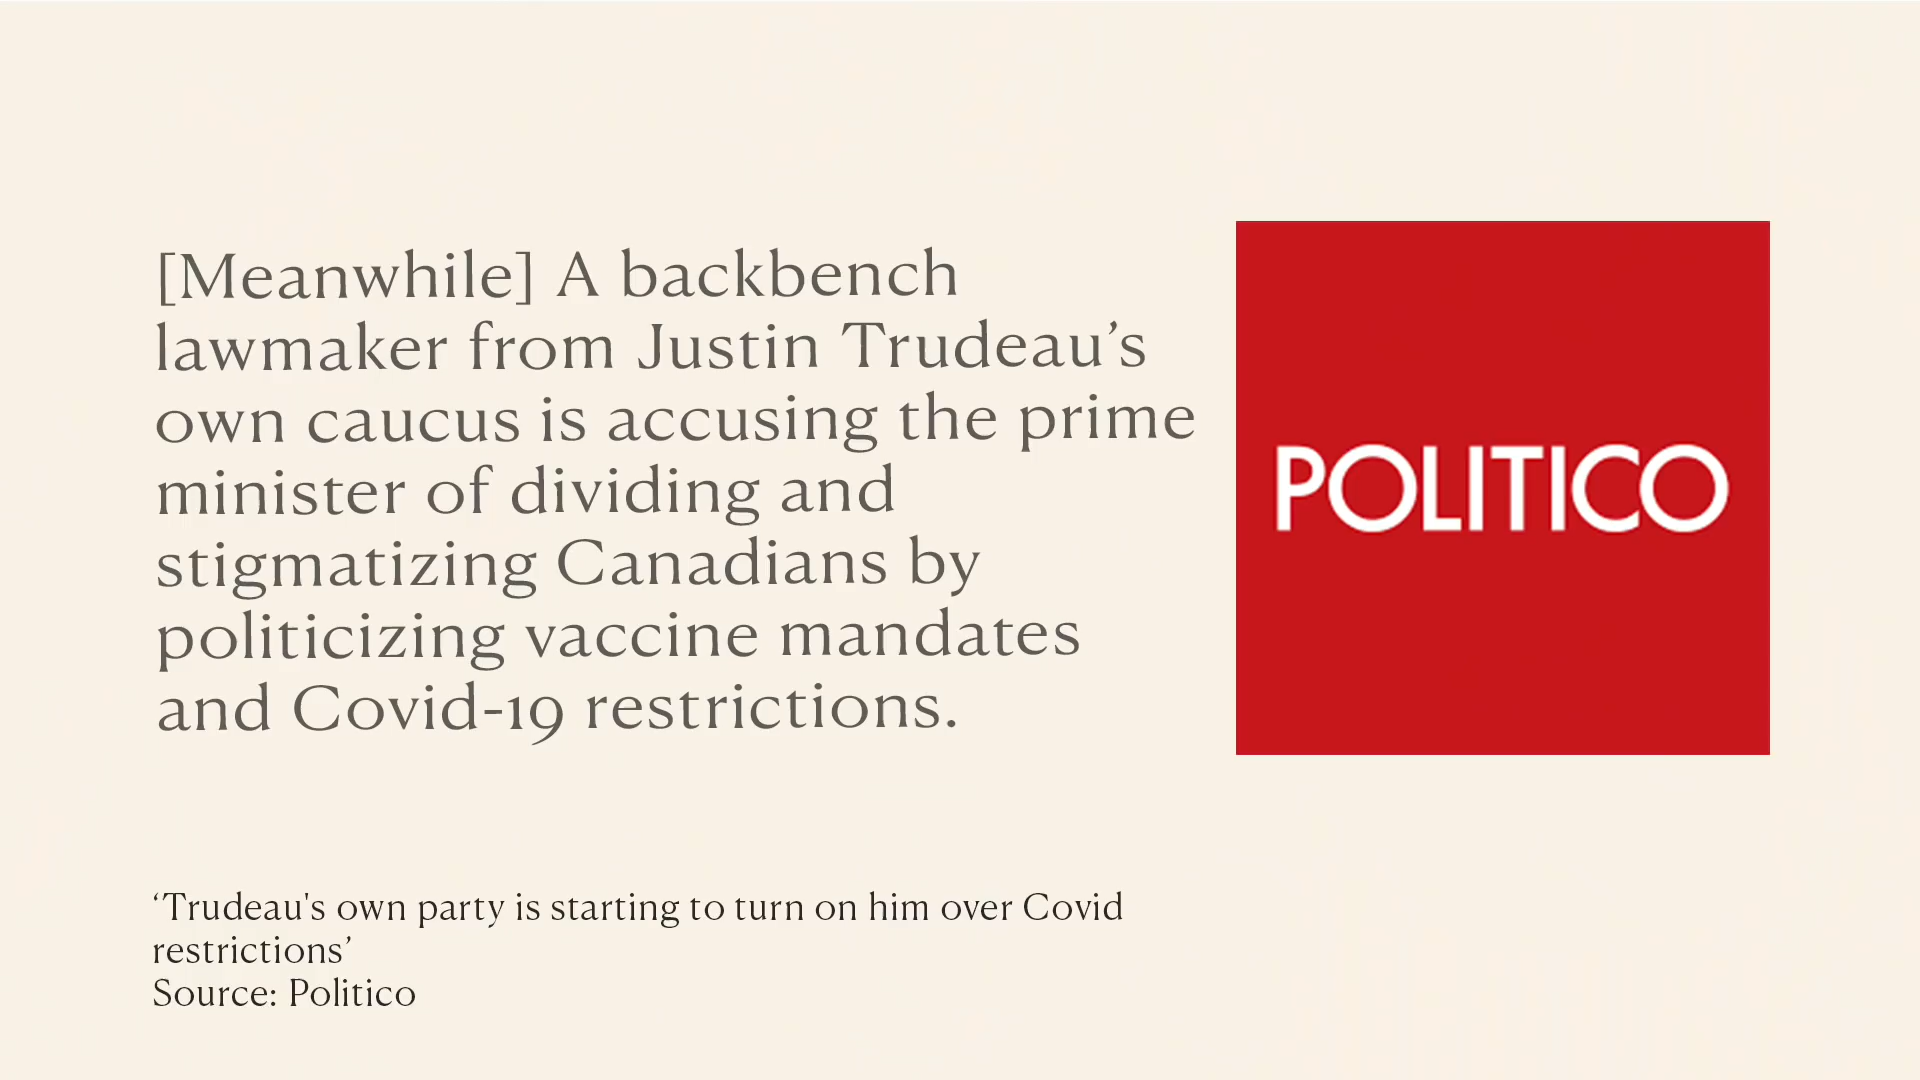 [Meanwhile] A backbench
lawmaker from Justin Trudeau’s
own caucus is accusing the prime
minister of dividing and
stigmatizing Canadians by
politicizing vaccine mandates
and Covid-19 restrictions.
POLITICO
‘Trudeau's own party is starting to turn on him over Covid
restrictions’
Source: Politico